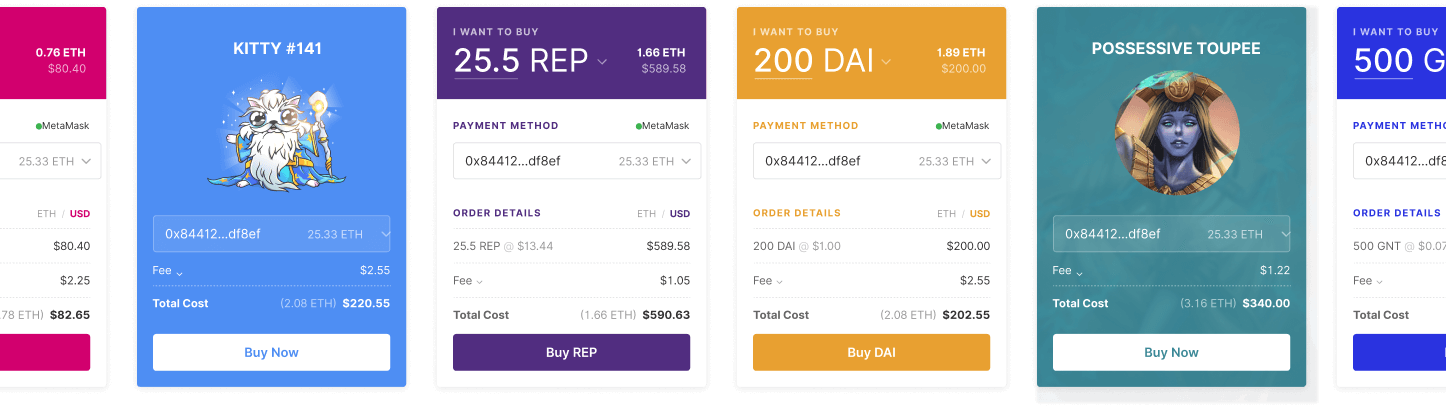 0.76 ETH
$80.40
MetaMask
25.33 ETH
ETH / USD
$80.40
$2.25
.78 ETH) $82.65
KITTY #141
0x84412...df8ef 25.33 ETH
Fee $2.55
Total Cost (2.08 ETH) $220.55
Buy Now
I WANT TO BUY
25.5 REP 1.66 ETH
$589.58
PAYMENT METHOD MetaMask
0x84412...df8ef 25.33 ETH
ORDER DETAILS ETH / USD
25.5 REP @ $13.44 $589.58
Fee $1.05
Total Cost (1.66 ETH) $590.63
Buy REP
I WANT TO BUY
200 DAI 1.89 ETH
$200.00
PAYMENT METHOD MetaMask
0x84412...df8ef 25.33 ETH
ORDER DETAILS ETH / USD
200 DAI @ $1.00 $200.00
Fee $2.55
Total Cost (2.08 ETH) $202.55
Buy DAI
POSSESSIVE TOUPEE
0x84412...df8ef 25.33 ETH
Fee $1.22
Total Cost (3.16 ETH) $340.00
Buy Now
I WANT TO BUY
500 G
PAYMENT METHO
0x84412...df8
ORDER DETAILS
500 GNT @ $0.07
Fee
Total Cost